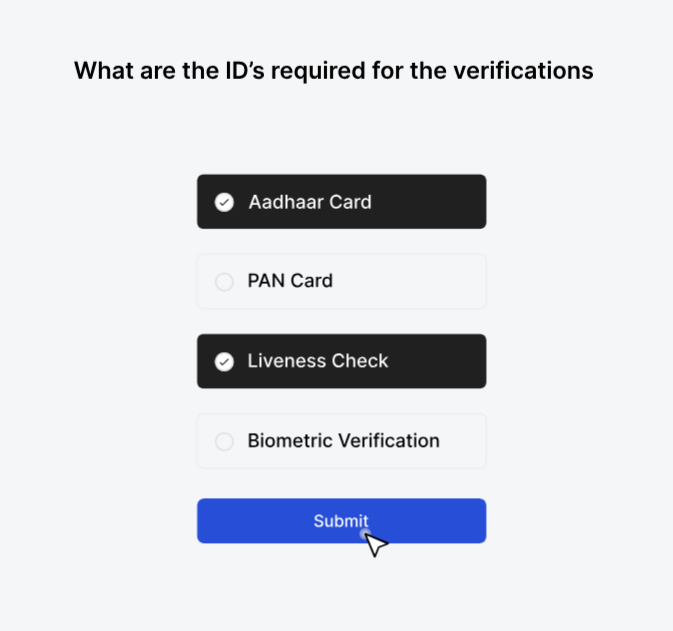 What are the ID’s required for the verifications
Aadhaar Card
PAN Card
Liveness Check
Biometric Verification
Submit